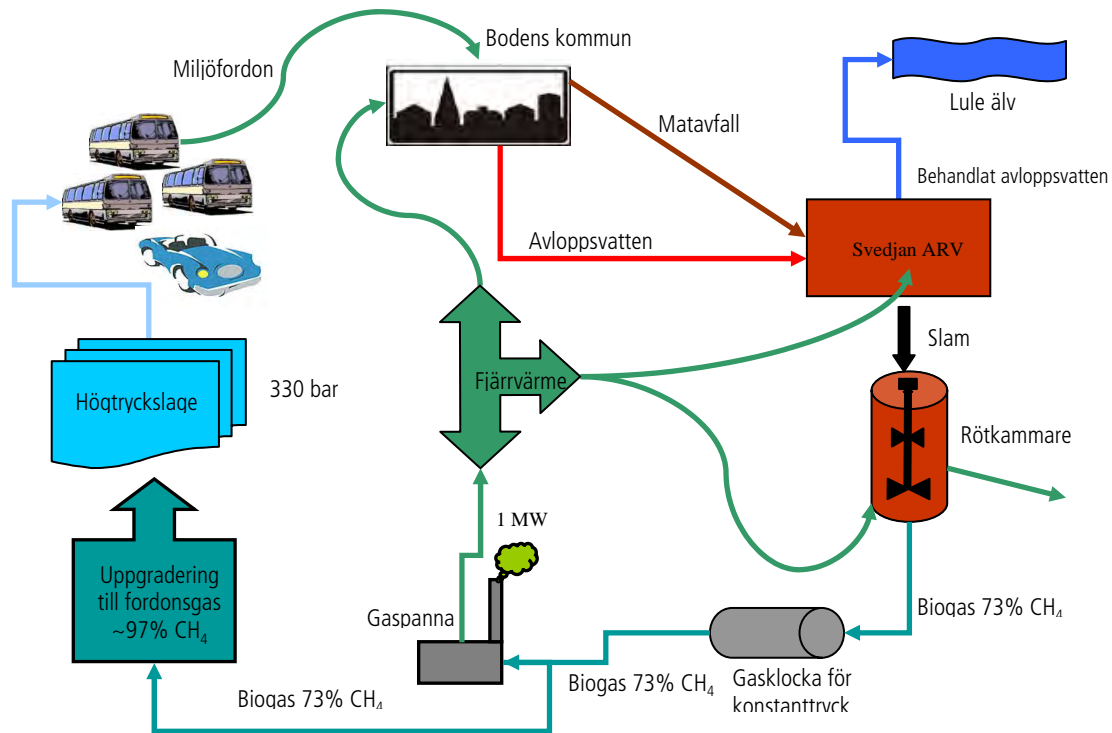 Bodens kommun
Miljöfordon
Lule älv
Matavfall
Behandlat avloppsvatten
Avloppsvatten
Svedjan ARV
Slam
Fjärrvärme
330 bar
Högtryckslage
Rötkammare
1 MW
Uppgradering
till fordonsgas
~97% CH₄
Gaspanna
Biogas 73% CH₄
Gasklocka för
konstanttryck
Biogas 73% CH₄
Biogas 73% CH₄